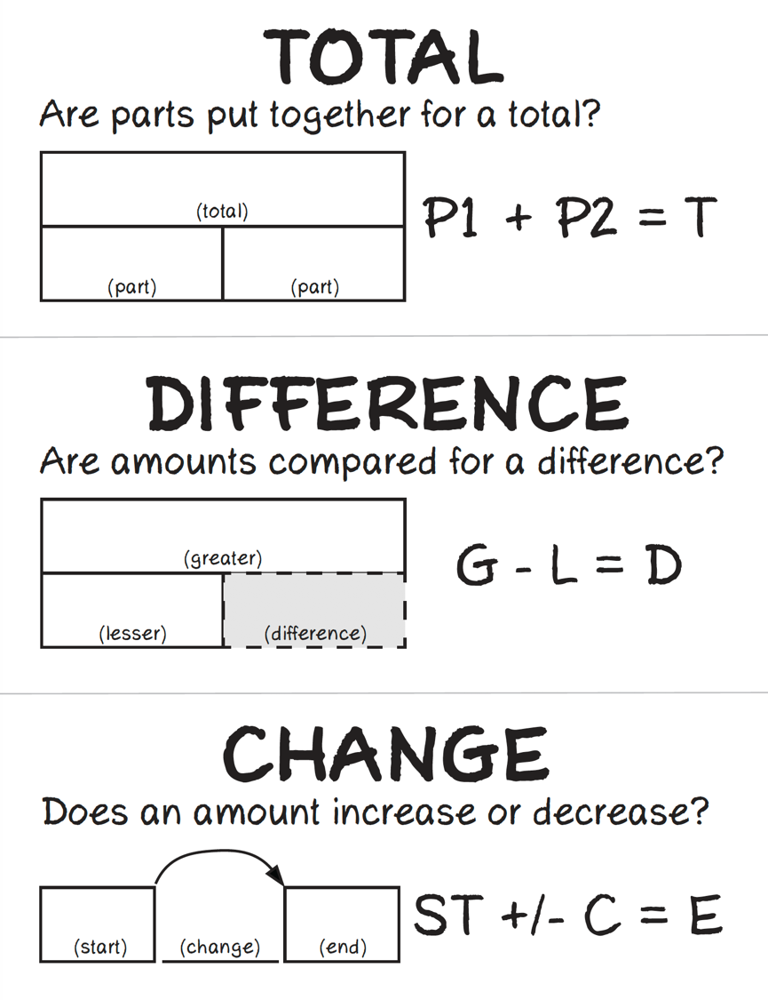 TOTAL
Are parts put together for a total?
(total)
P1 + P2 = T
(part) (part)
DIFFERENCE
Are amounts compared for a difference?
(greater)
G - L = D
(lesser) (difference)
CHANGE
Does an amount increase or decrease?
ST +/- C = E
(start) (change) (end)